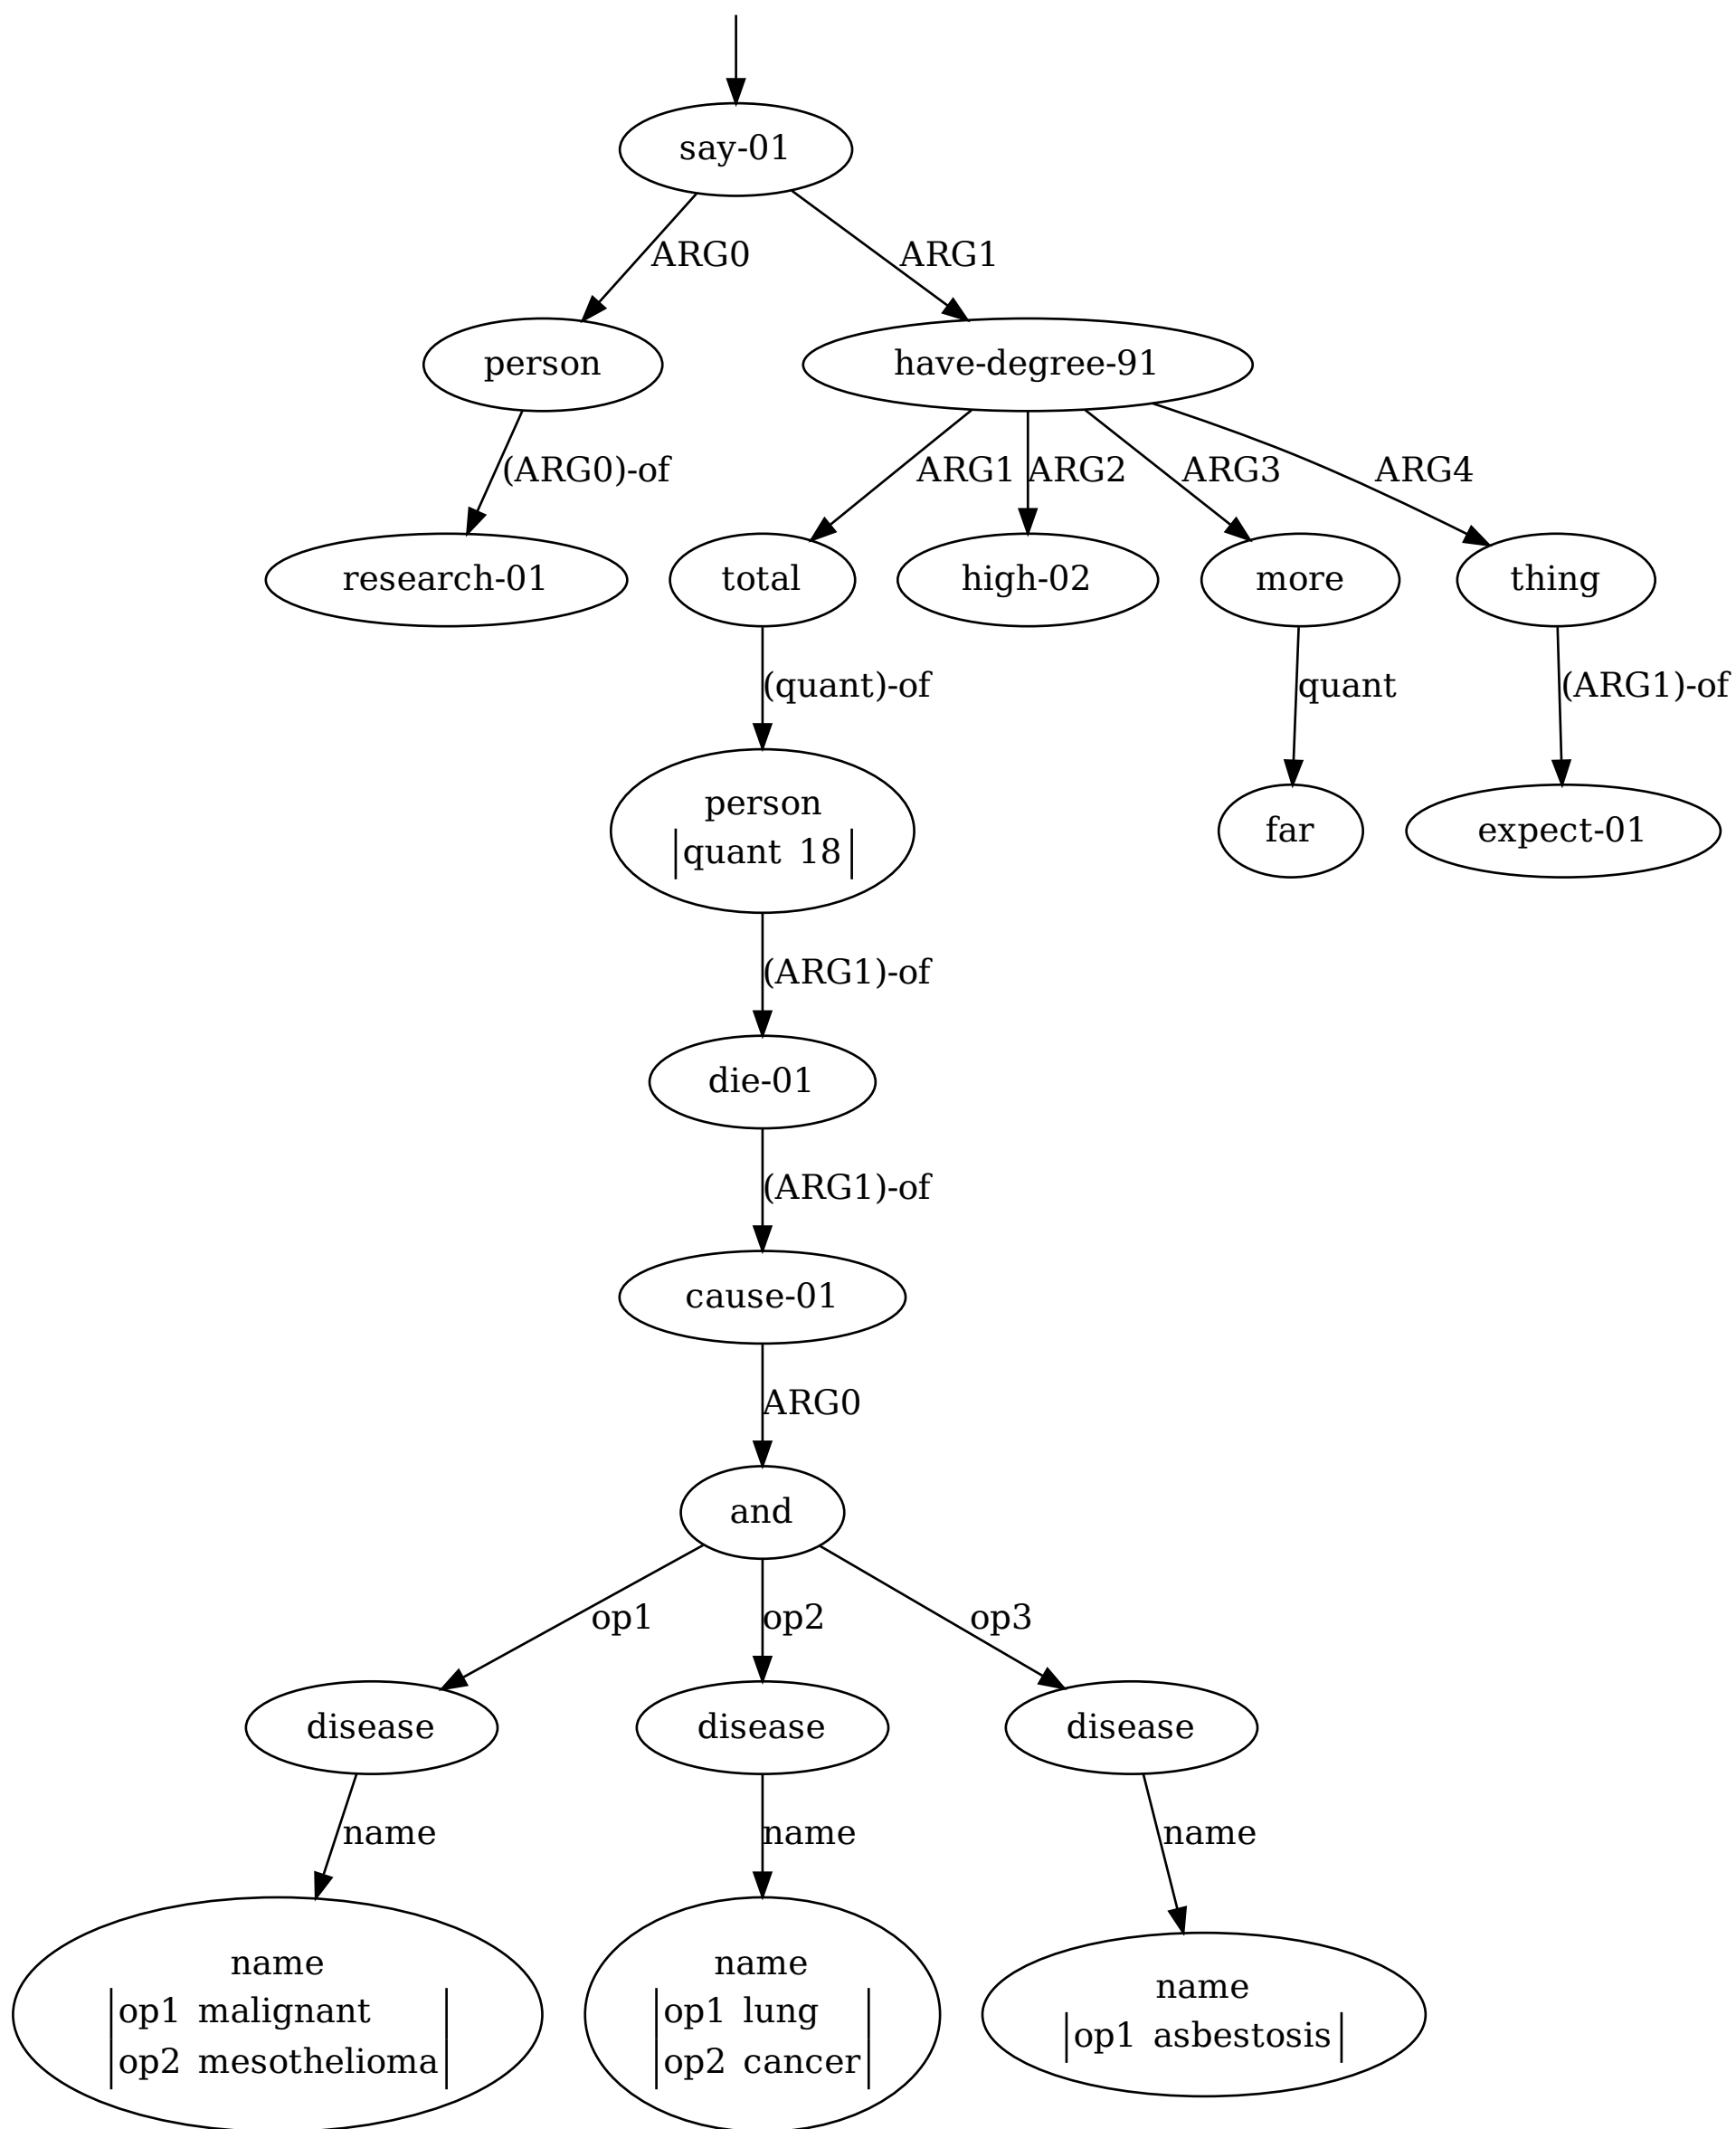 say-01
ARG0
ARG1
person
have-degree-91
(ARG0)-of
ARG1
ARG2
ARG3
ARG4
research-01
total
high-02
more
thing
(quant)-of
quant
(ARG1)-of
person
quant 18
far
expect-01
(ARG1)-of
die-01
(ARG1)-of
cause-01
ARG0
and
op1
op2
op3
disease
disease
disease
name
name
name
name
op1 malignant
op2 mesothelioma
name
op1 lung
op2 cancer
name
op1 asbestosis